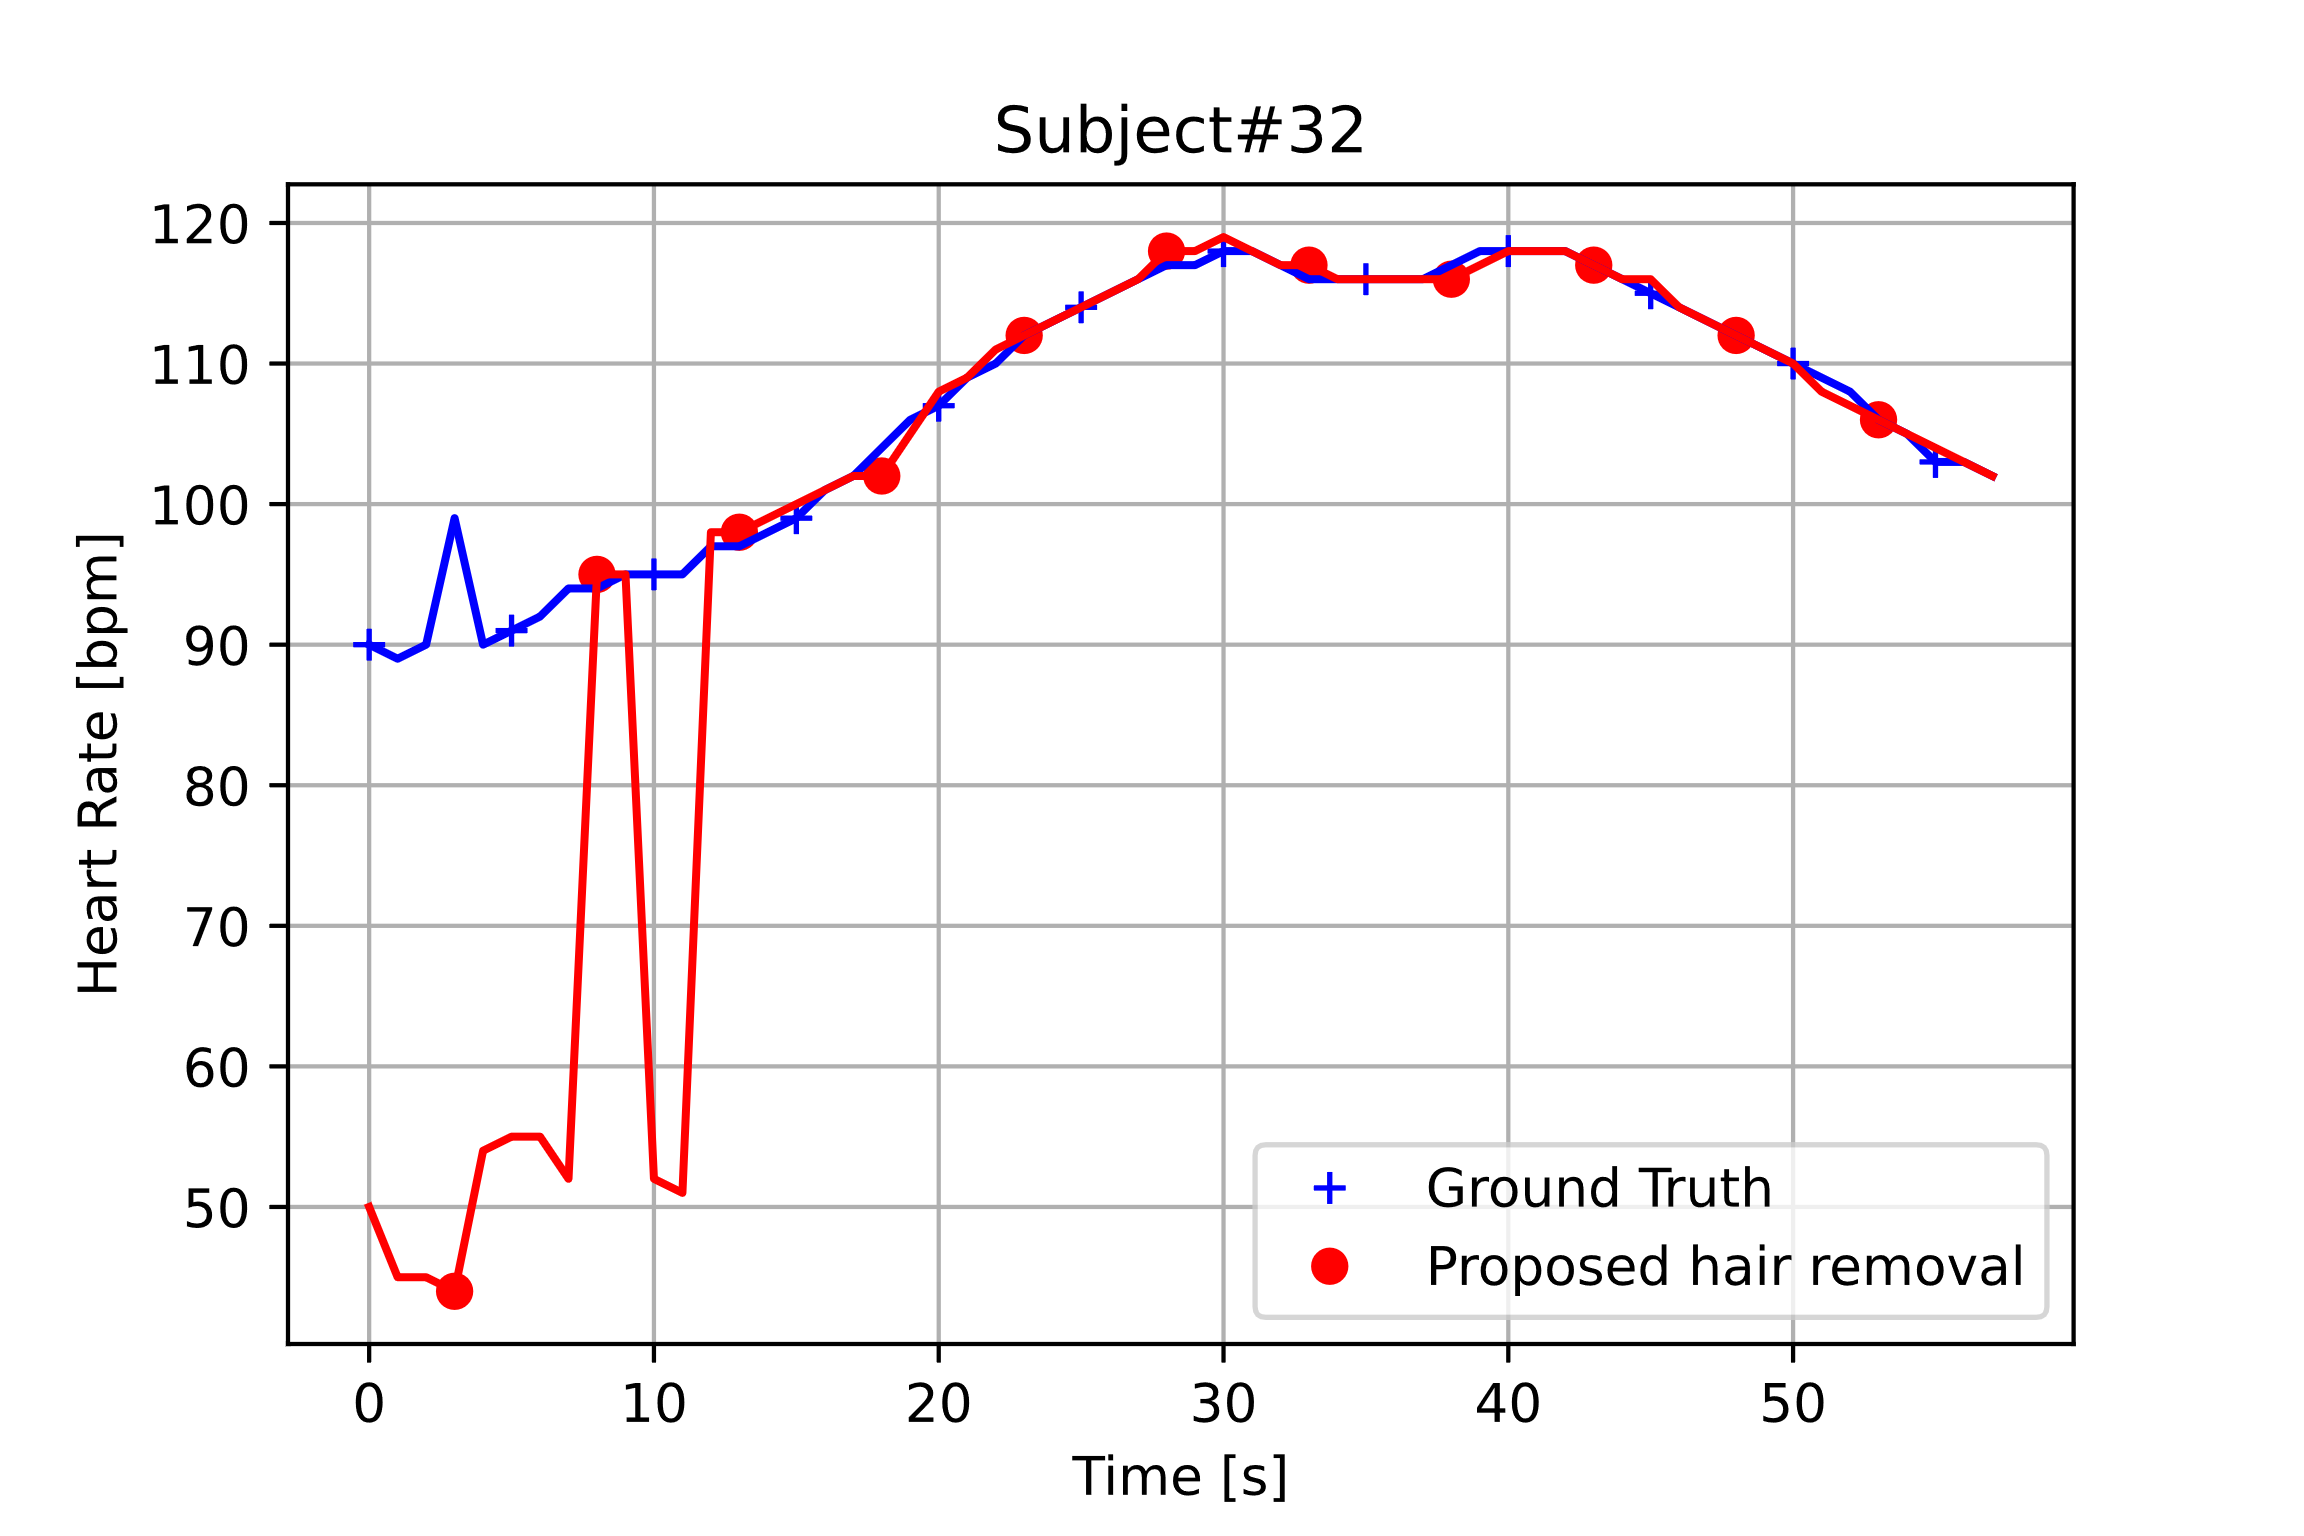 Subject#32
120
110
100
90
80
70
60
50
Heart Rate [bpm]
Ground Truth
Proposed hair removal
0 10 20 30 40 50
Time [s]